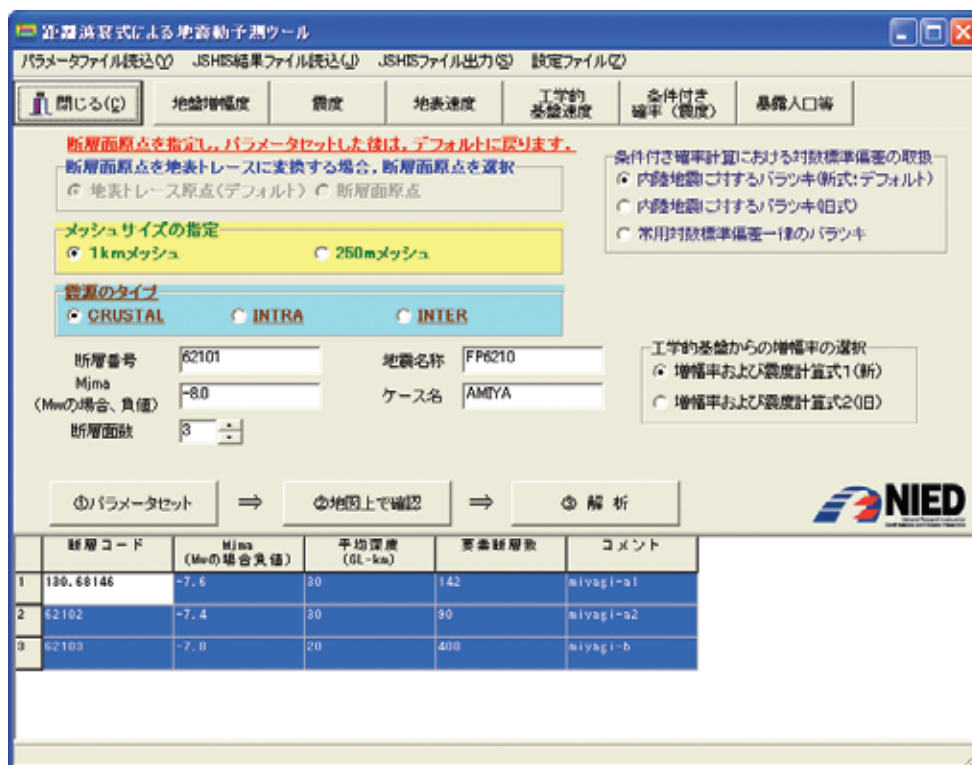 距離減衰式による地震動予測ツール
パラメータファイル読込(Y) JSHIS結果ファイル読込(J) JSHISファイル出力(S) 設定ファイル(Z)
閉じる(C) 地盤増幅度 震度 地表速度 工学的基盤速度 条件付き確率(震度) 暴露人口等
断層面原点を指定し，パラメータセットした後は，デフォルトに戻ります．
断層面原点を地表トレースに変換する場合，断層面原点を選択
地表トレース原点(デフォルト) 断層面原点
条件付き確率計算における対数標準偏差の取扱
内陸地震に対するバラツキ(新式:デフォルト)
内陸地震に対するバラツキ(旧式)
常用対数標準偏差一律のバラツキ
メッシュサイズの指定
1kmメッシュ 250mメッシュ
震源のタイプ
CRUSTAL INTRA INTER
断層番号 62101 地震名称 FP6210
Mjma
(Mwの場合、負値) -8.0 ケース名 AMIYA
断層面数 3
工学的基盤からの増幅率の選択
増幅率および震度計算式1(新)
増幅率および震度計算式2(旧)
①パラメータセット ⇒ ②地図上で確認 ⇒ ③ 解 析
NIED
断層コード Mjma 平均深度 要素断層数 コメント
(Mwの場合負値) (GL-km)
1 130.68146 -7.6 30 142 miyagi-a1
2 62102 -7.4 30 90 miyagi-a2
3 62103 20 miyagi-b